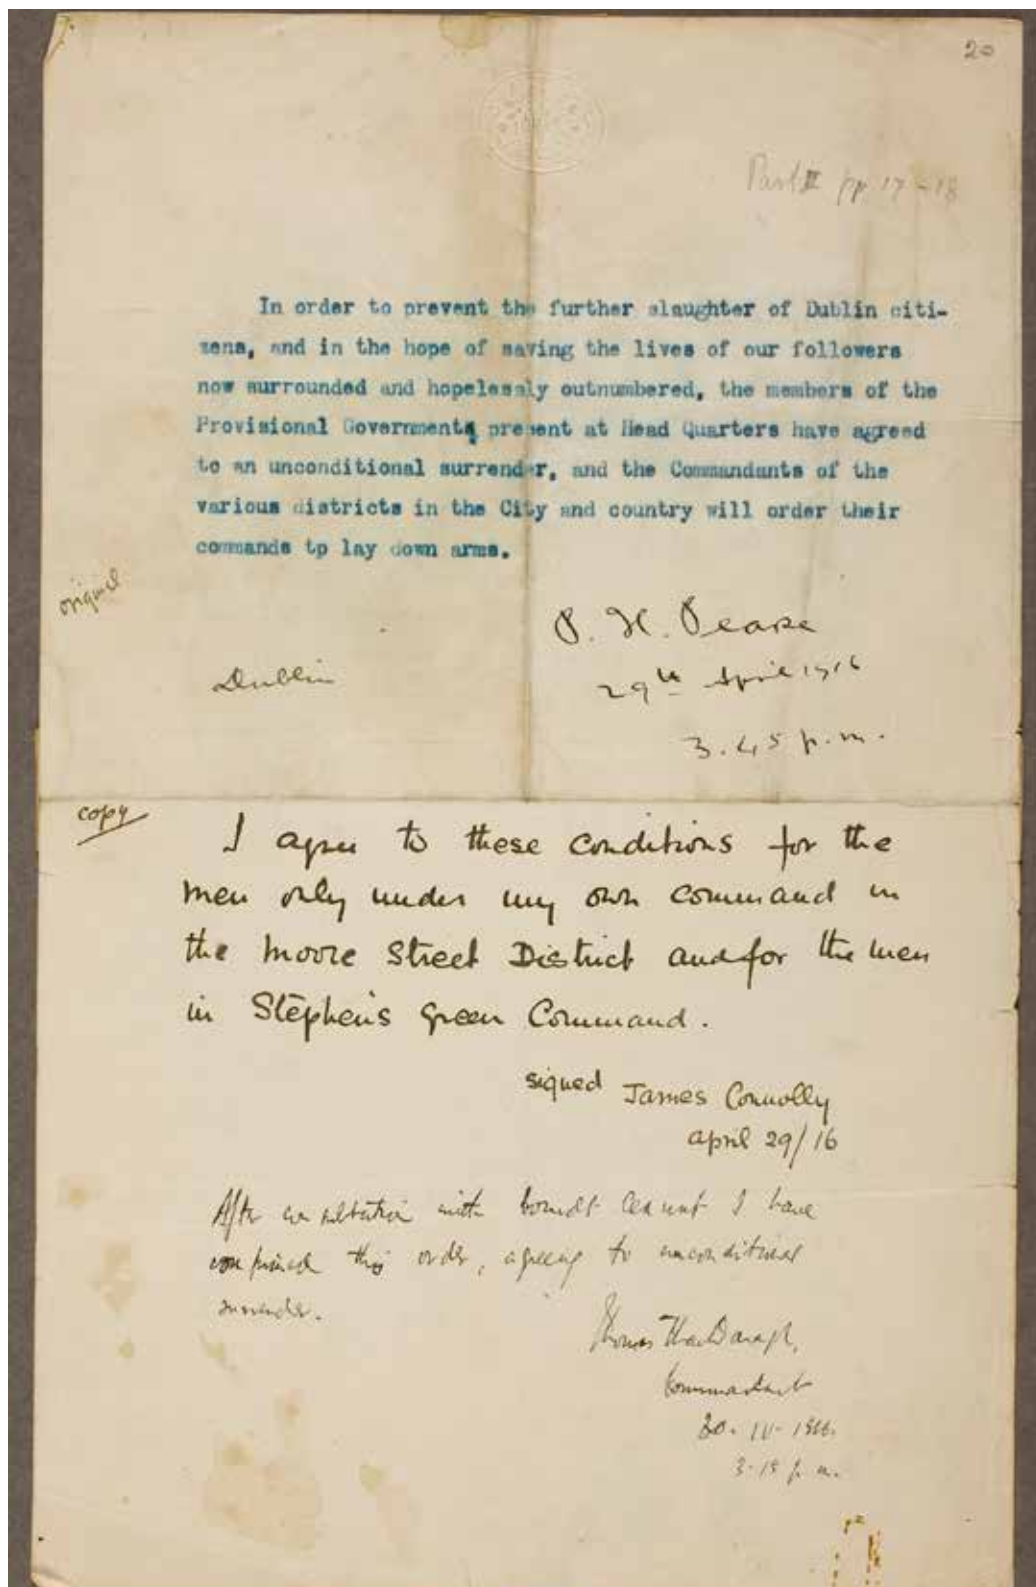 20
Part II pp. 17-18
In order to prevent the further slaughter of Dublin citi-
zens, and in the hope of saving the lives of our followers
now surrounded and hopelessly outnumbered, the members of the
Provisional Government present at Head Quarters have agreed
to an unconditional surrender, and the Commandants of the
various districts in the City and country will order their
commands tp lay down arms.
original
P. H. Pearse
Dublin
29th April 1916
3.45 p.m.
copy
I agree to these conditions for the
men only under my own command in
the Moore Street District and for the men
in Stephen's Green Command.
signed James Connolly
april 29/16
After consultation with Comdt Ceannt I have
confirmed this order, agreeing to unconditional
surrender.
Thomas MacDonagh,
Commandant
30. IV. 1916.
3.15 p.m.